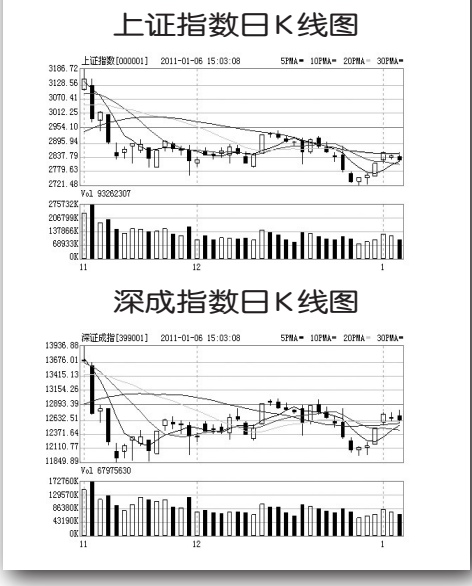 上证指数日K线图
上证指数[000001] 2011-01-06 15:03:08 5PMA 10PMA 20PMA 30PMA
3186.72
3128.56
3070.41
3012.25
2954.10
2895.94
2837.79
2779.63
2721.48
Vol 93262307
275732K
206799K
137866K
68933K
0K
11 12 1
深成指数日K线图
深证成指[399001] 2011-01-06 15:03:08 5PMA 10PMA 20PMA 30PMA
13936.88
13676.01
13415.13
13154.26
12893.39
12632.51
12371.64
12110.77
11849.89
Vol 67975630
172760K
129570K
86380K
43190K
0K
11 12 1